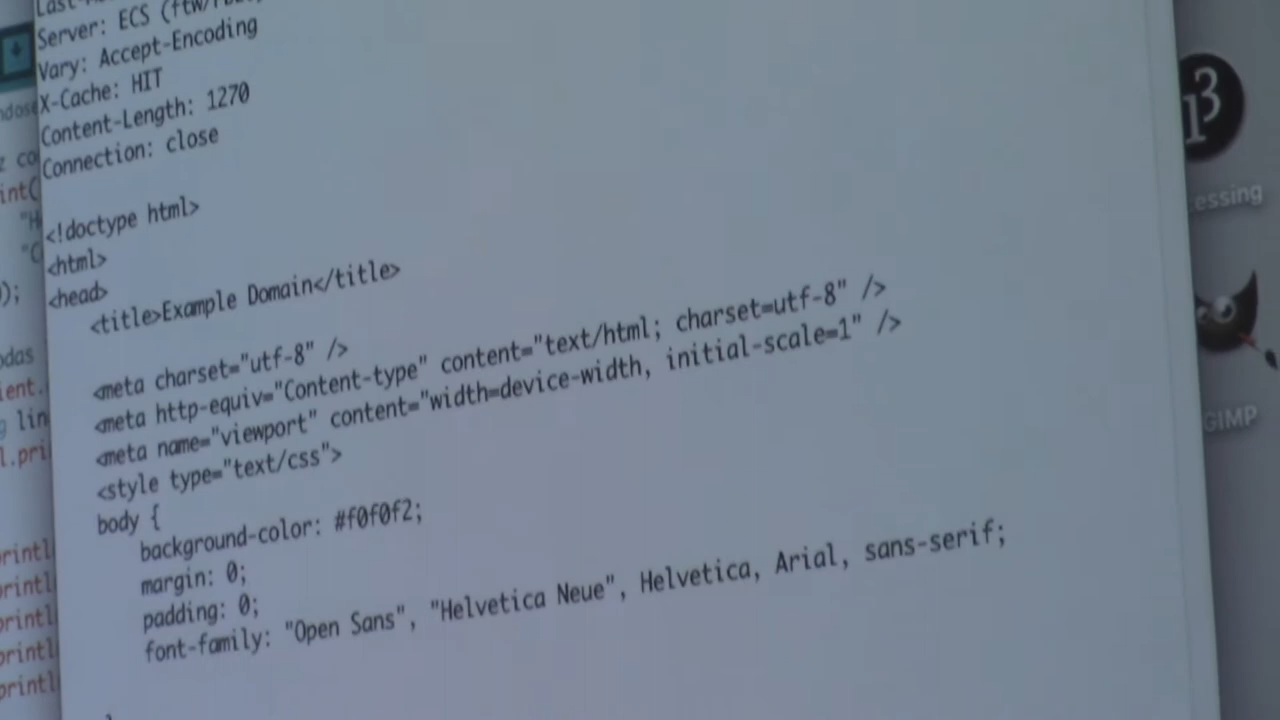 Server: ECS
Vary: Accept-Encoding
X-Cache: HIT
Content-Length: 1270
Connection: close
<!doctype html>
<html>
<head>
<title>Example Domain</title>
<meta charset="utf-8" />
<meta http-equiv="Content-type" content="text/html; charset=utf-8" />
<meta name="viewport" content="width=device-width, initial-scale=1" />
<style type="text/css">
body {
background-color: #f0f0f2;
margin: 0;
padding: 0;
font-family: "Open Sans", "Helvetica Neue", Helvetica, Arial, sans-serif;
essing
GIMP